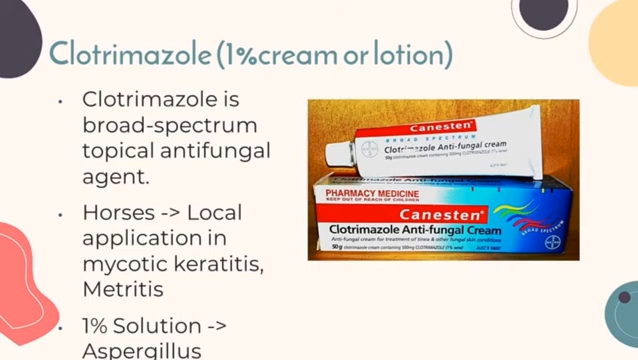 Clotrimazole (1%cream or lotion)
• Clotrimazole is
broad-spectrum
topical antifungal
agent.
• Horses -> Local
application in
mycotic keratitis,
Metritis
• 1% Solution ->
Aspergillus
Canesten®
BROAD SPECTRUM
Clotrimazole Anti-fungal cream
PHARMACY MEDICINE
KEEP OUT OF REACH OF CHILDREN
Canesten®
Clotrimazole Anti-fungal Cream
Anti-fungal cream for treatment of tinea & other fungal skin conditions
BROAD SPECTRUM